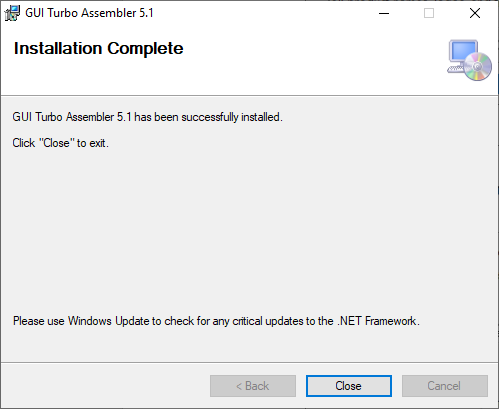 GUI Turbo Assembler 5.1
Installation Complete
GUI Turbo Assembler 5.1 has been successfully installed.
Click "Close" to exit.
Please use Windows Update to check for any critical updates to the .NET Framework.
< Back
Close
Cancel